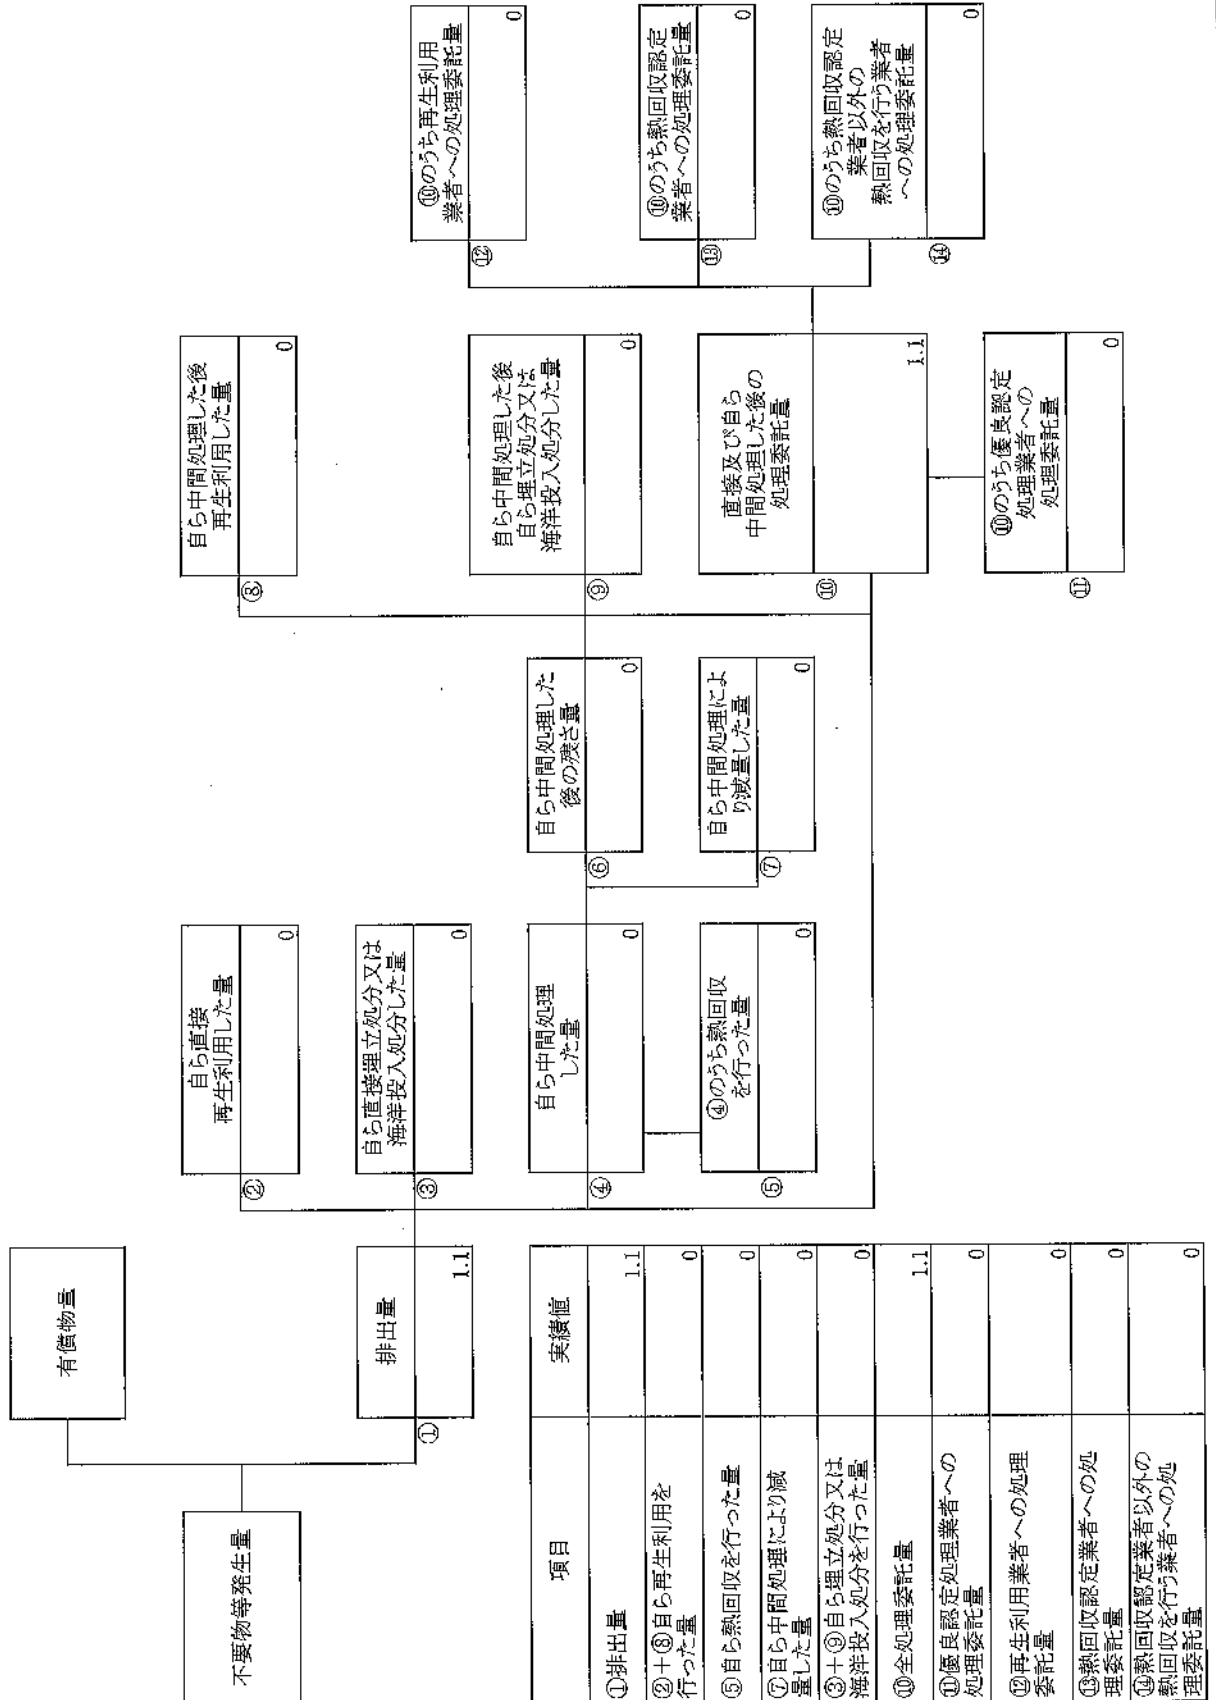 不要物等発生量
有償物量
①
排出量
1.1
②
自ら直接
再生利用した量
0
③
自ら直接埋立処分又は
海洋投入処分した量
0
④
自ら中間処理
した量
0
⑤
④のうち熱回収
を行った量
0
⑥
自ら中間処理した
後の残さ量
0
⑦
自ら中間処理によ
り減量した量
0
⑧
自ら中間処理した後
再生利用した量
0
⑨
自ら中間処理した後
自ら埋立処分又は
海洋投入処分した量
0
⑩
直接及び自ら
中間処理した後の
処理委託量
1.1
⑪
⑩のうち優良認定
処理業者への
処理委託量
0
⑫
⑩のうち再生利用
業者への処理委託量
0
⑬
⑩のうち熱回収認定
業者への処理委託量
0
⑭
⑩のうち熱回収認定
業者以外の
熱回収を行う業者
への処理委託量
0
項目 実績値
①排出量 1.1
②+⑧自ら再生利用を
行った量 0
⑤自ら熱回収を行った量 0
⑦自ら中間処理により減
量した量 0
③+⑨自ら埋立処分又は
海洋投入処分を行った量 0
⑩全処理委託量 1.1
⑪優良認定処理業者への
処理委託量 0
⑫再生利用業者への処理
委託量 0
⑬熱回収認定業者への処
理委託量 0
⑭熱回収認定業者以外の
熱回収を行う業者への処
理委託量 0